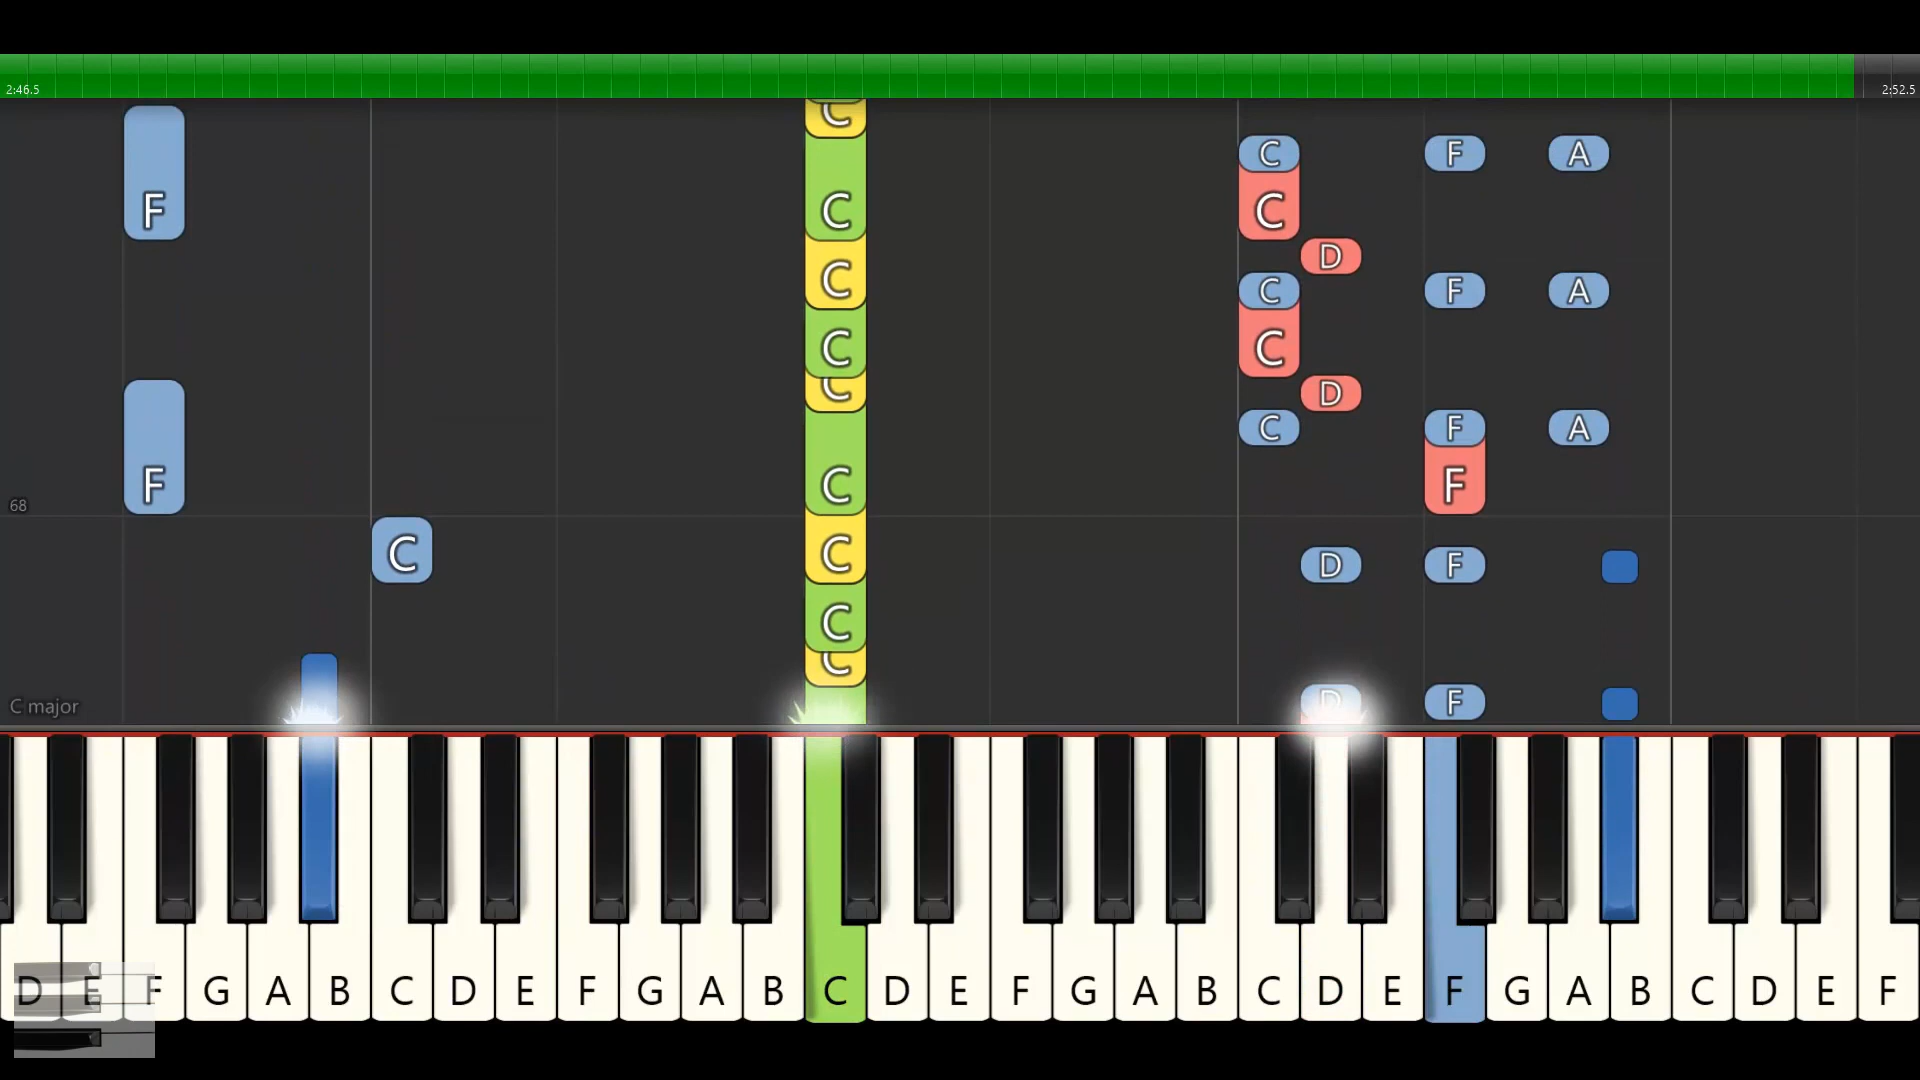 2:46.5 2:52.5
C
C F A
F C C
D
C C F A
C C
C D
C F A
F C F
68
C C
D F
C
C
C major D F
D E F G A B C D E F G A B C D E F G A B C D E F G A B C D E F